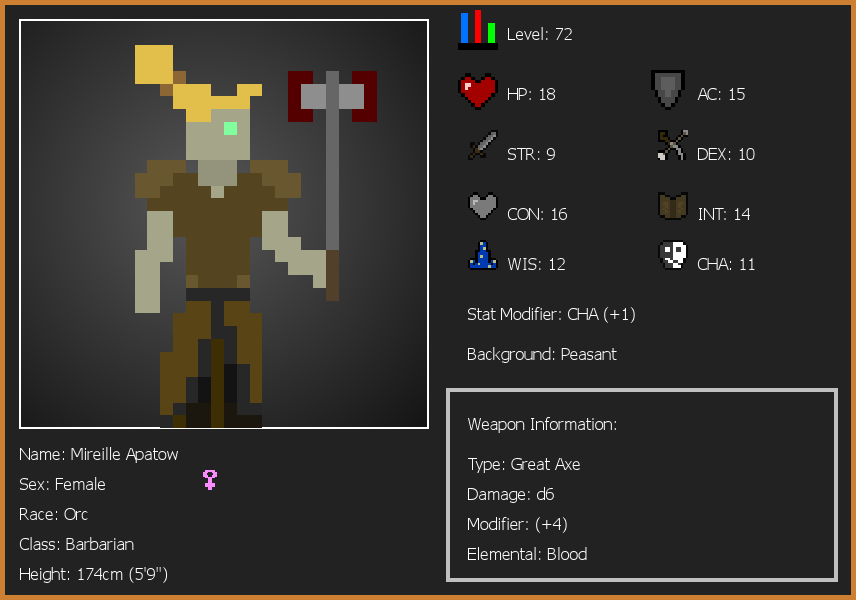 Level: 72
HP: 18
AC: 15
STR: 9
DEX: 10
CON: 16
INT: 14
WIS: 12
CHA: 11
Stat Modifier: CHA (+1)
Background: Peasant
Weapon Information:
Type: Great Axe
Damage: d6
Modifier: (+4)
Elemental: Blood
Name: Mireille Apatow
Sex: Female
Race: Orc
Class: Barbarian
Height: 174cm (5'9")